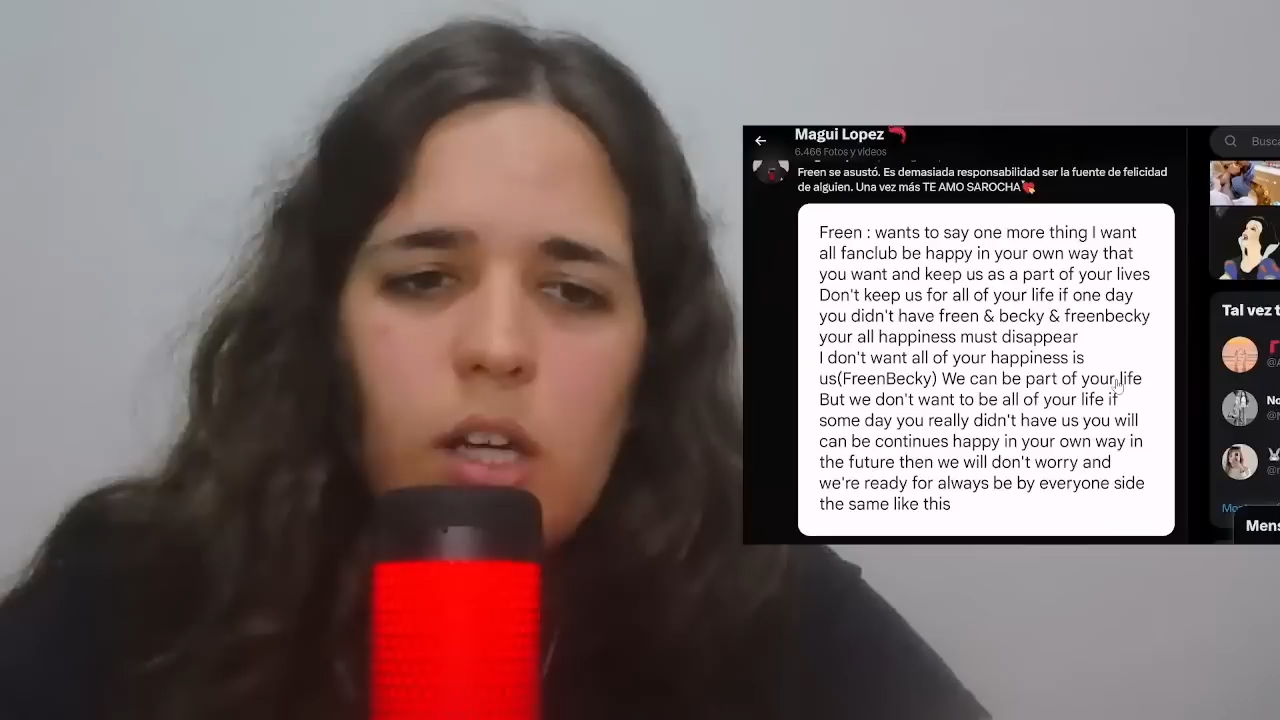 Magui Lopez
6.466 Fotos y videos
Busca
Freen se asustó. Es demasiada responsabilidad ser la fuente de felicidad
de alguien. Una vez más TE AMO SAROCHA
Freen : wants to say one more thing I want
all fanclub be happy in your own way that
you want and keep us as a part of your lives
Don't keep us for all of your life if one day
you didn't have freen & becky & freenbecky
your all happiness must disappear
I don't want all of your happiness is
us(FreenBecky) We can be part of your life
But we don't want to be all of your life if
some day you really didn't have us you will
can be continues happy in your own way in
the future then we will don't worry and
we're ready for always be by everyone side
the same like this
Tal vez t
No
Mens